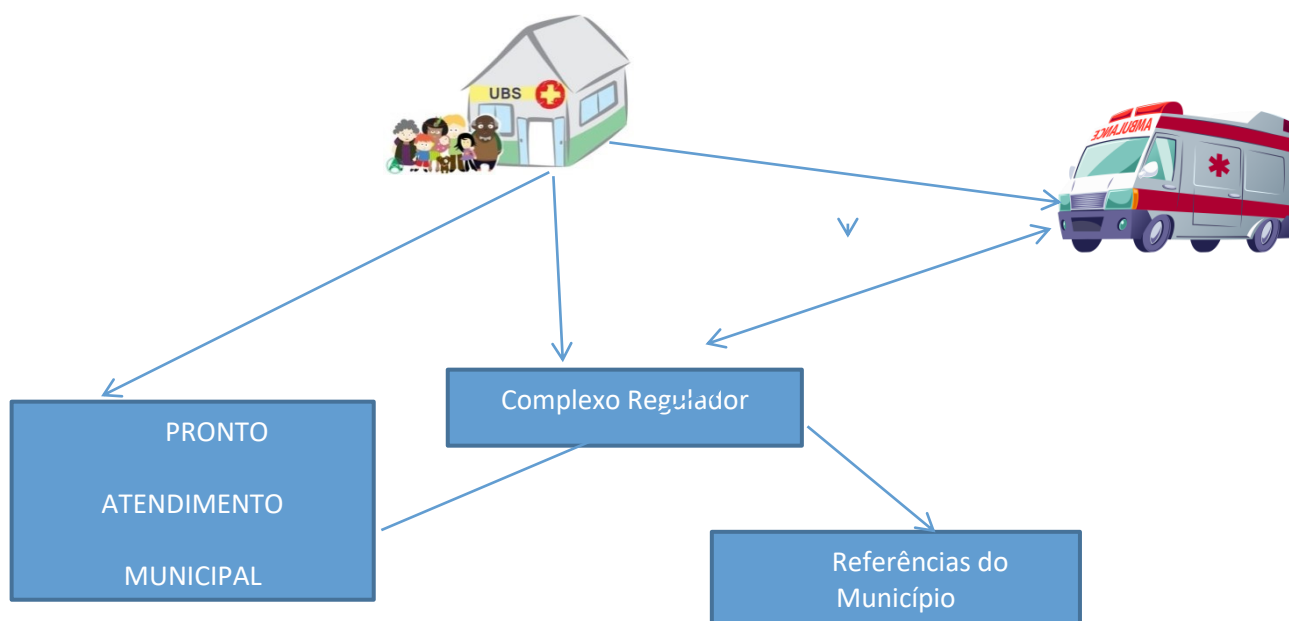 UBS
AMBULANCE
Complexo Regulador
PRONTO
ATENDIMENTO
MUNICIPAL
Referências do
Município